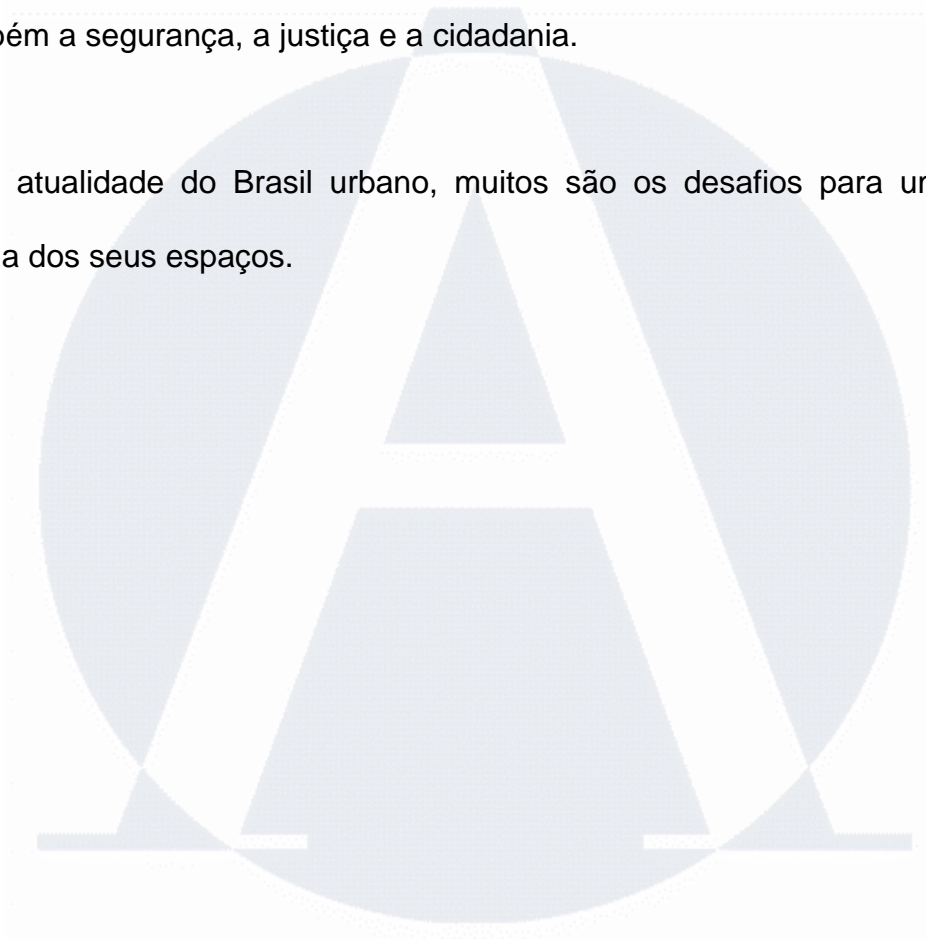 bém a segurança, a justiça e a cidadania.
atualidade do Brasil urbano, muitos são os desafios para
a dos seus espaços.